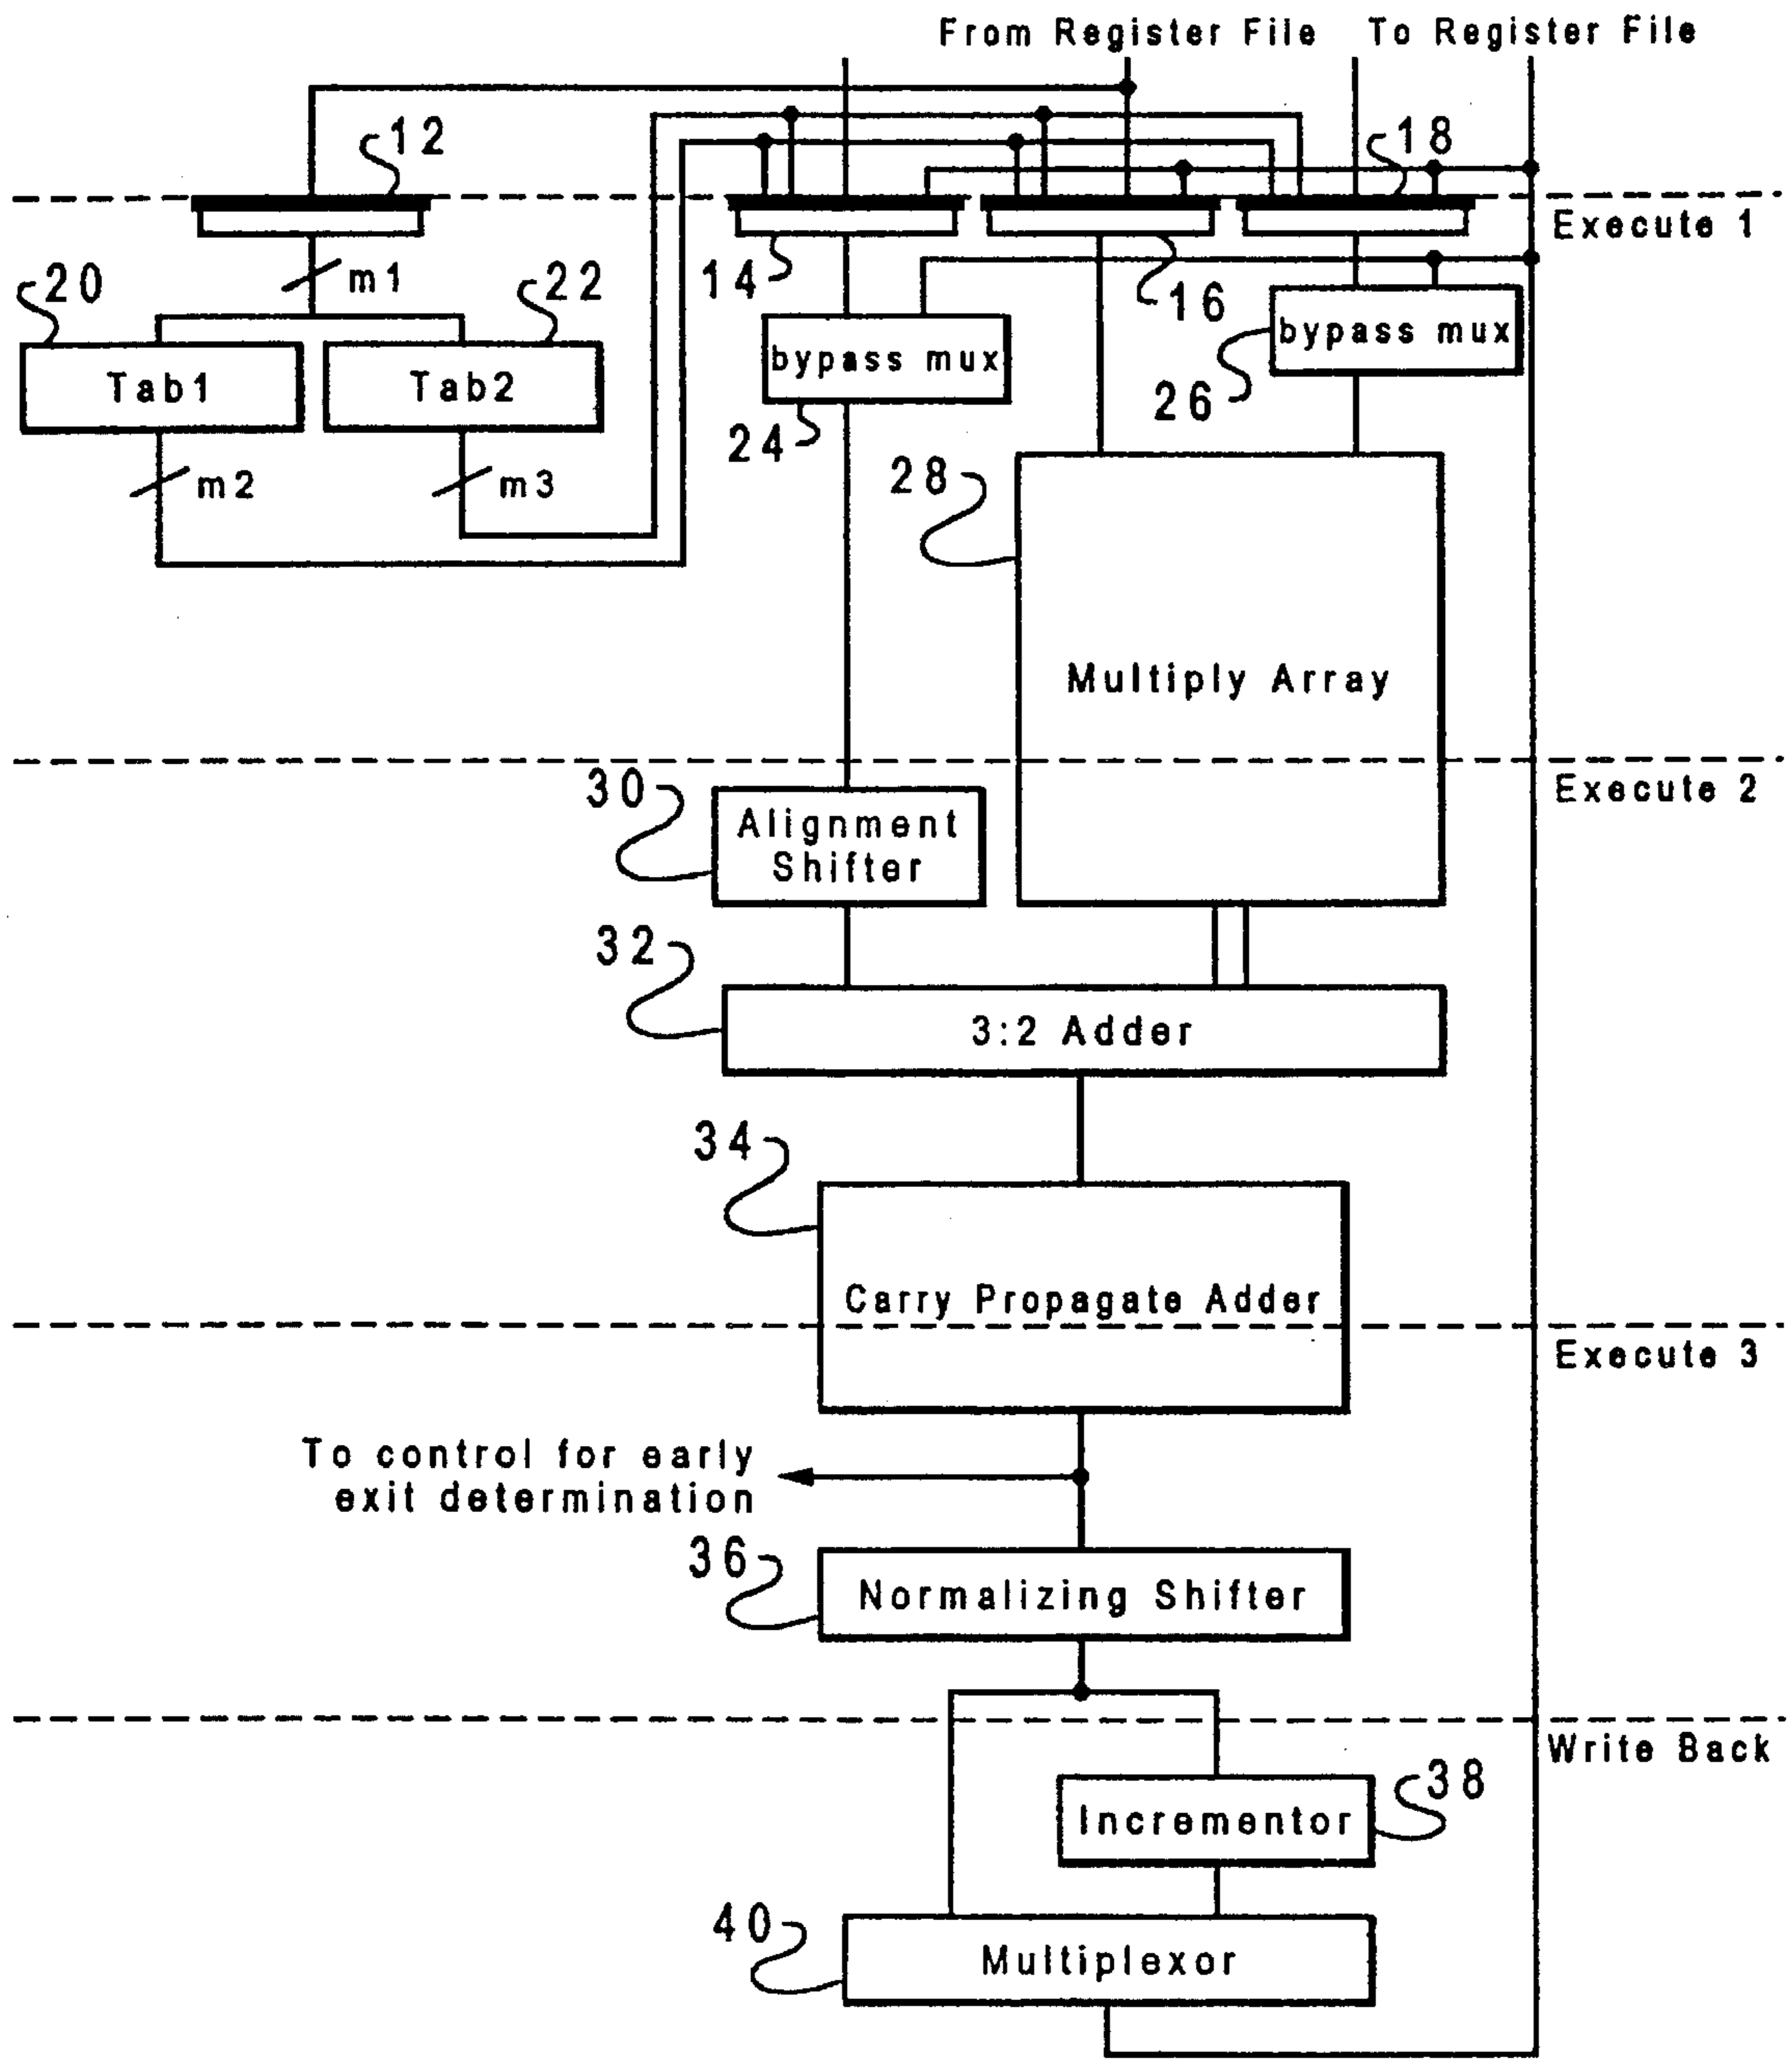 From Register File
To Register File
12
18
Execute 1
14
16
m1
20
22
Tab1
Tab2
bypass mux
bypass mux
24
26
m2
m3
28
Multiply Array
Execute 2
30
Alignment
Shifter
32
3:2 Adder
34
Carry Propagate Adder
Execute 3
To control for early
exit determination
36
Normalizing Shifter
Write Back
38
Incrementor
40
Multiplexor